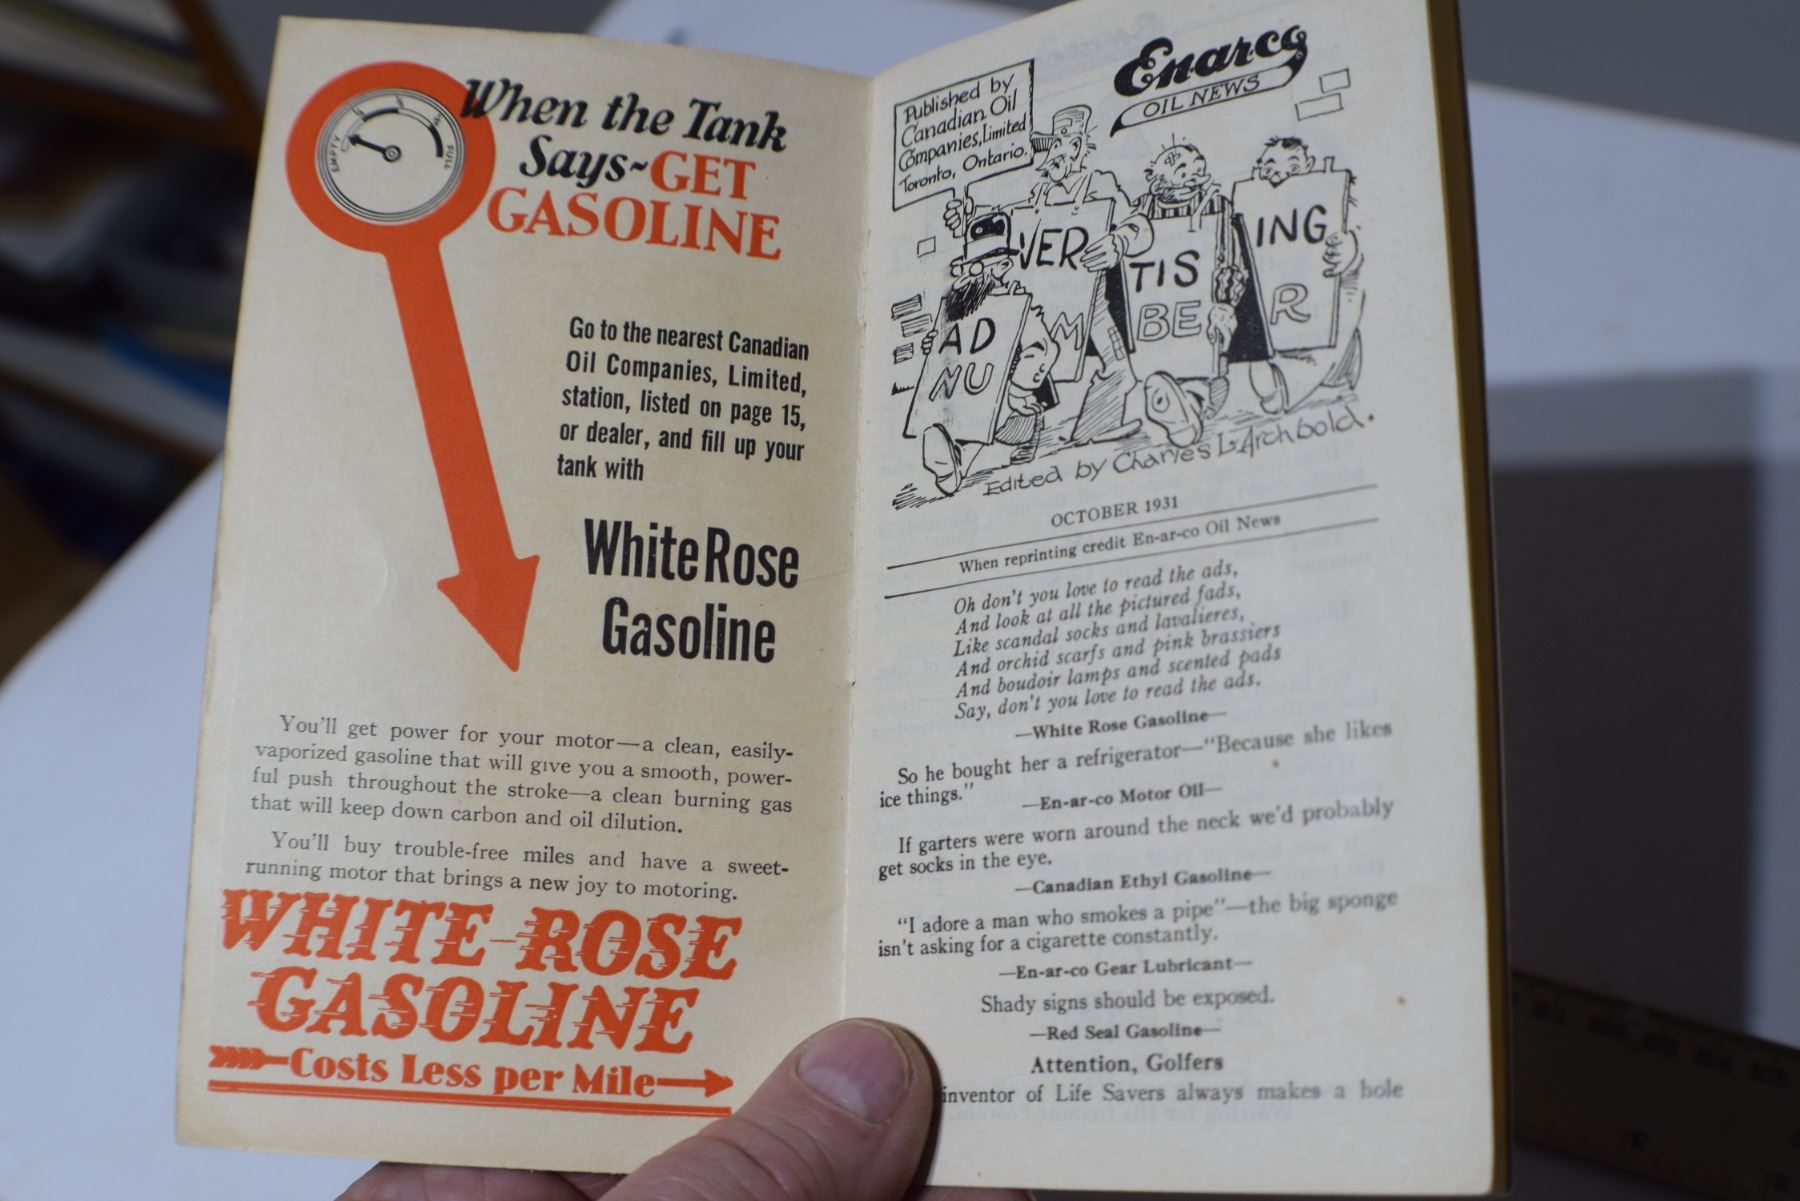 When the Tank
Says~GET
GASOLINE
EMPTY
FULL
Go to the nearest Canadian
Oil Companies, Limited,
station, listed on page 15,
or dealer, and fill up your
tank with
White Rose
Gasoline
You'll get power for your motor—a clean, easily-
vaporized gasoline that will give you a smooth, power-
ful push throughout the stroke—a clean burning gas
that will keep down carbon and oil dilution.
You'll buy trouble-free miles and have a sweet-
running motor that brings a new joy to motoring.
WHITE-ROSE
GASOLINE
Costs Less per Mile
En-ar-co
OIL NEWS
Published by
Canadian Oil
Companies, Limited
Toronto, Ontario.
AD VER TIS ING
NU M BE R
Edited by Charles L. Archbold.
OCTOBER 1931
When reprinting credit En-ar-co Oil News
Oh don't you love to read the ads,
And look at all the pictured fads,
Like scandal socks and lavalieres,
And orchid scarfs and pink brassiers
And boudoir lamps and scented pads
Say, don't you love to read the ads.
—White Rose Gasoline—
So he bought her a refrigerator—"Because she likes
ice things."
—En-ar-co Motor Oil—
If garters were worn around the neck we'd probably
get socks in the eye.
—Canadian Ethyl Gasoline—
"I adore a man who smokes a pipe"—the big sponge
isn't asking for a cigarette constantly.
—En-ar-co Gear Lubricant—
Shady signs should be exposed.
—Red Seal Gasoline—
Attention, Golfers
inventor of Life Savers always makes a hole